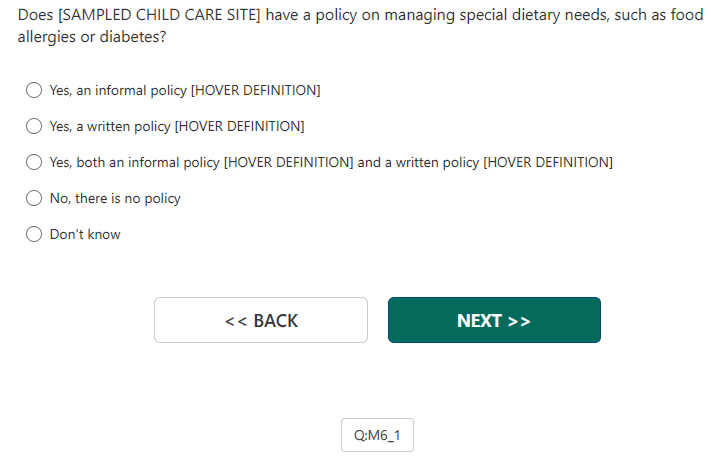 Does [SAMPLED CHILD CARE SITE] have a policy on managing special dietary needs, such as food
allergies or diabetes?
Yes, an informal policy [HOVER DEFINITION]
Yes, a written policy [HOVER DEFINITION]
Yes, both an informal policy [HOVER DEFINITION] and a written policy [HOVER DEFINITION]
No, there is no policy
Don't know
<< BACK
NEXT >>
Q:M6_1